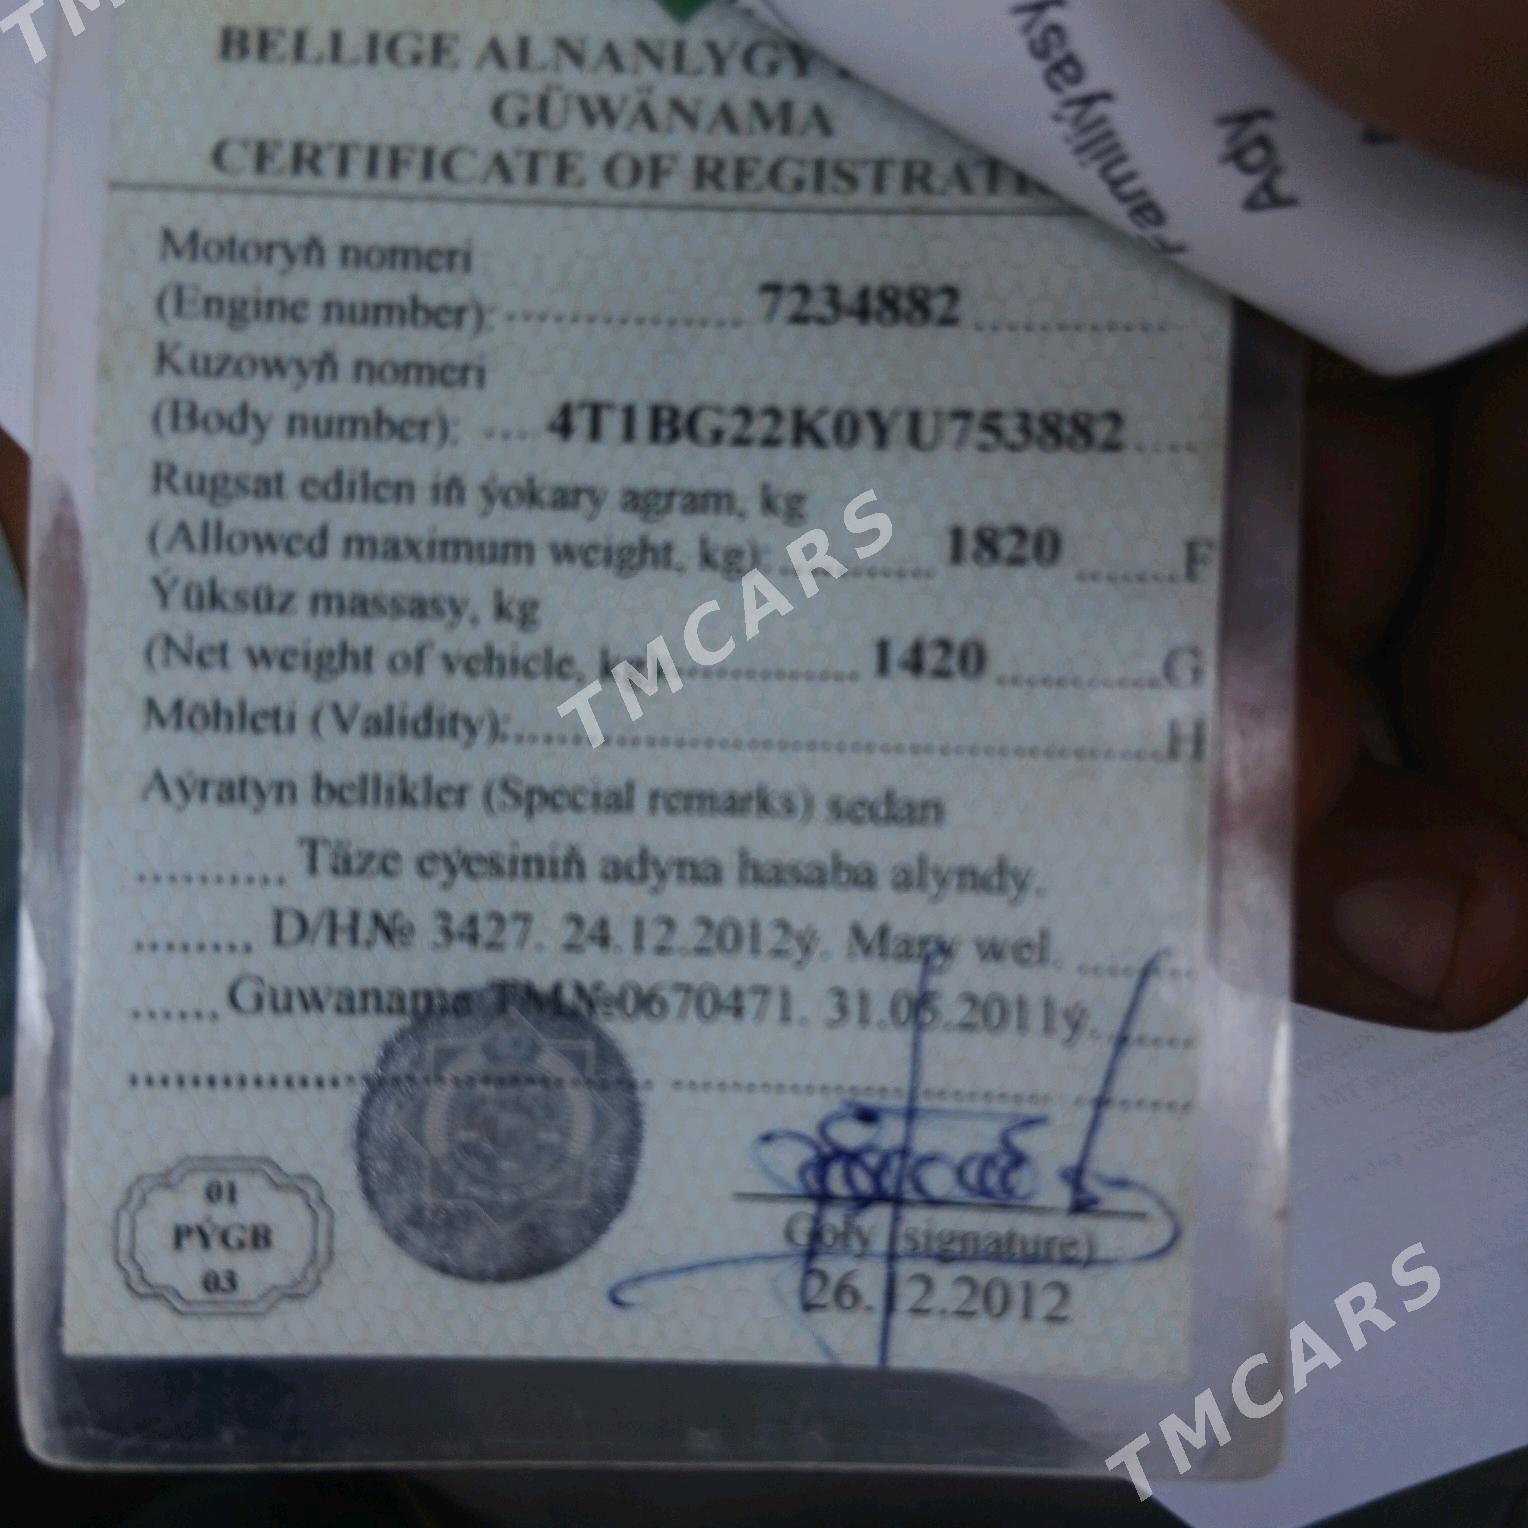 BELLIGE ALNANLYGY
GÜWÄNAMA
CERTIFICATE OF REGISTRATI
Motoryň nomeri
(Engine number): 7234882
Kuzowyň nomeri
(Body number): 4T1BG22K0YU753882
Rugsat edilen iň ýokary agram, kg
(Allowed maximum weight, kg): 1820 F
Ýüksüz massasy, kg
(Net weight of vehicle, kg) 1420 G
Möhleti (Validity): H
Aýratyn bellikler (Special remarks) sedan
Täze eýesiniň adyna hasaba alyndy.
D/H№ 3427. 24.12.2012ý. Mary wel.
Guwanama TM№0670471. 31.05.2011ý.
01
PÝGB
03
Goly (signature)
26.12.2012
Familiýasy
Ady
TMCARS
TMCARS